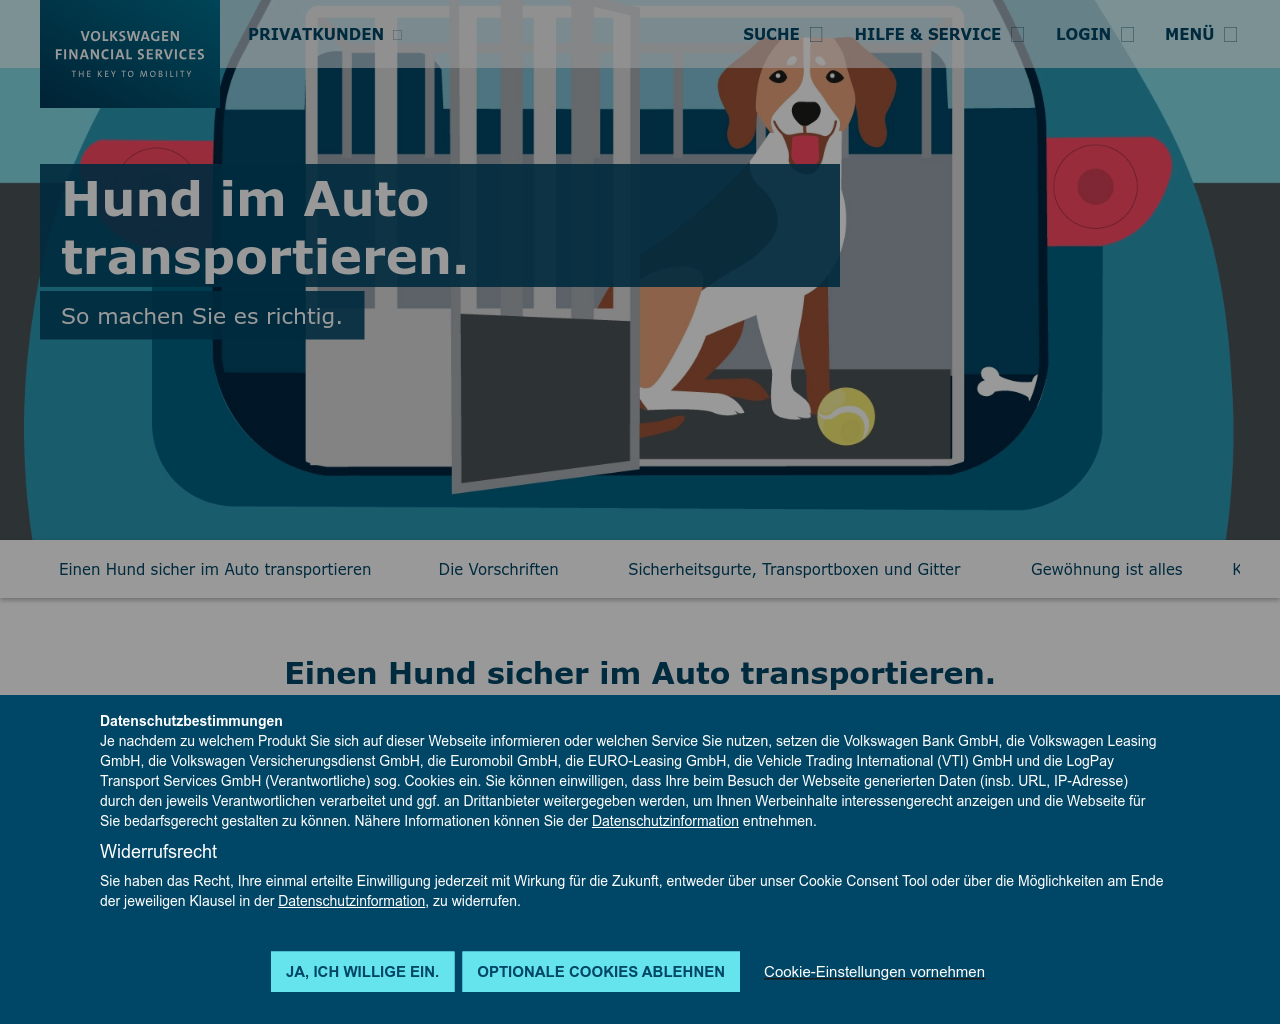 VOLKSWAGEN
FINANCIAL SERVICES
THE KEY TO MOBILITY
PRIVATKUNDEN
SUCHE
HILFE & SERVICE
LOGIN
MENÜ
Hund im Auto
transportieren.
So machen Sie es richtig.
Einen Hund sicher im Auto transportieren
Die Vorschriften
Sicherheitsgurte, Transportboxen und Gitter
Gewöhnung ist alles
Einen Hund sicher im Auto transportieren.
Datenschutzbestimmungen
Je nachdem zu welchem Produkt Sie sich auf dieser Webseite informieren oder welchen Service Sie nutzen, setzen die Volkswagen Bank GmbH, die Volkswagen Leasing
GmbH, die Volkswagen Versicherungsdienst GmbH, die Euromobil GmbH, die EURO-Leasing GmbH, die Vehicle Trading International (VTI) GmbH und die LogPay
Transport Services GmbH (Verantwortliche) sog. Cookies ein. Sie können einwilligen, dass Ihre beim Besuch der Webseite generierten Daten (insb. URL, IP-Adresse)
durch den jeweils Verantwortlichen verarbeitet und ggf. an Drittanbieter weitergegeben werden, um Ihnen Werbeinhalte interessengerecht anzeigen und die Webseite für
Sie bedarfsgerecht gestalten zu können. Nähere Informationen können Sie der Datenschutzinformation entnehmen.
Widerrufsrecht
Sie haben das Recht, Ihre einmal erteilte Einwilligung jederzeit mit Wirkung für die Zukunft, entweder über unser Cookie Consent Tool oder über die Möglichkeiten am Ende
der jeweiligen Klausel in der Datenschutzinformation, zu widerrufen.
JA, ICH WILLIGE EIN.
OPTIONALE COOKIES ABLEHNEN
Cookie-Einstellungen vornehmen